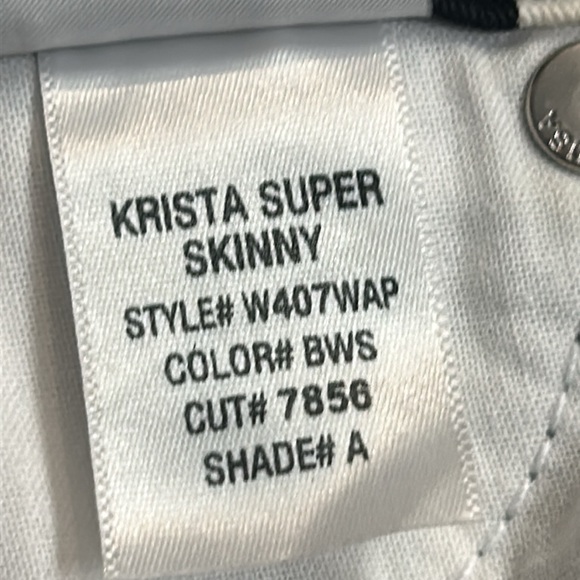 KRISTA SUPER
SKINNY
STYLE# W407WAP
COLOR# BWS
CUT# 7856
SHADE# A